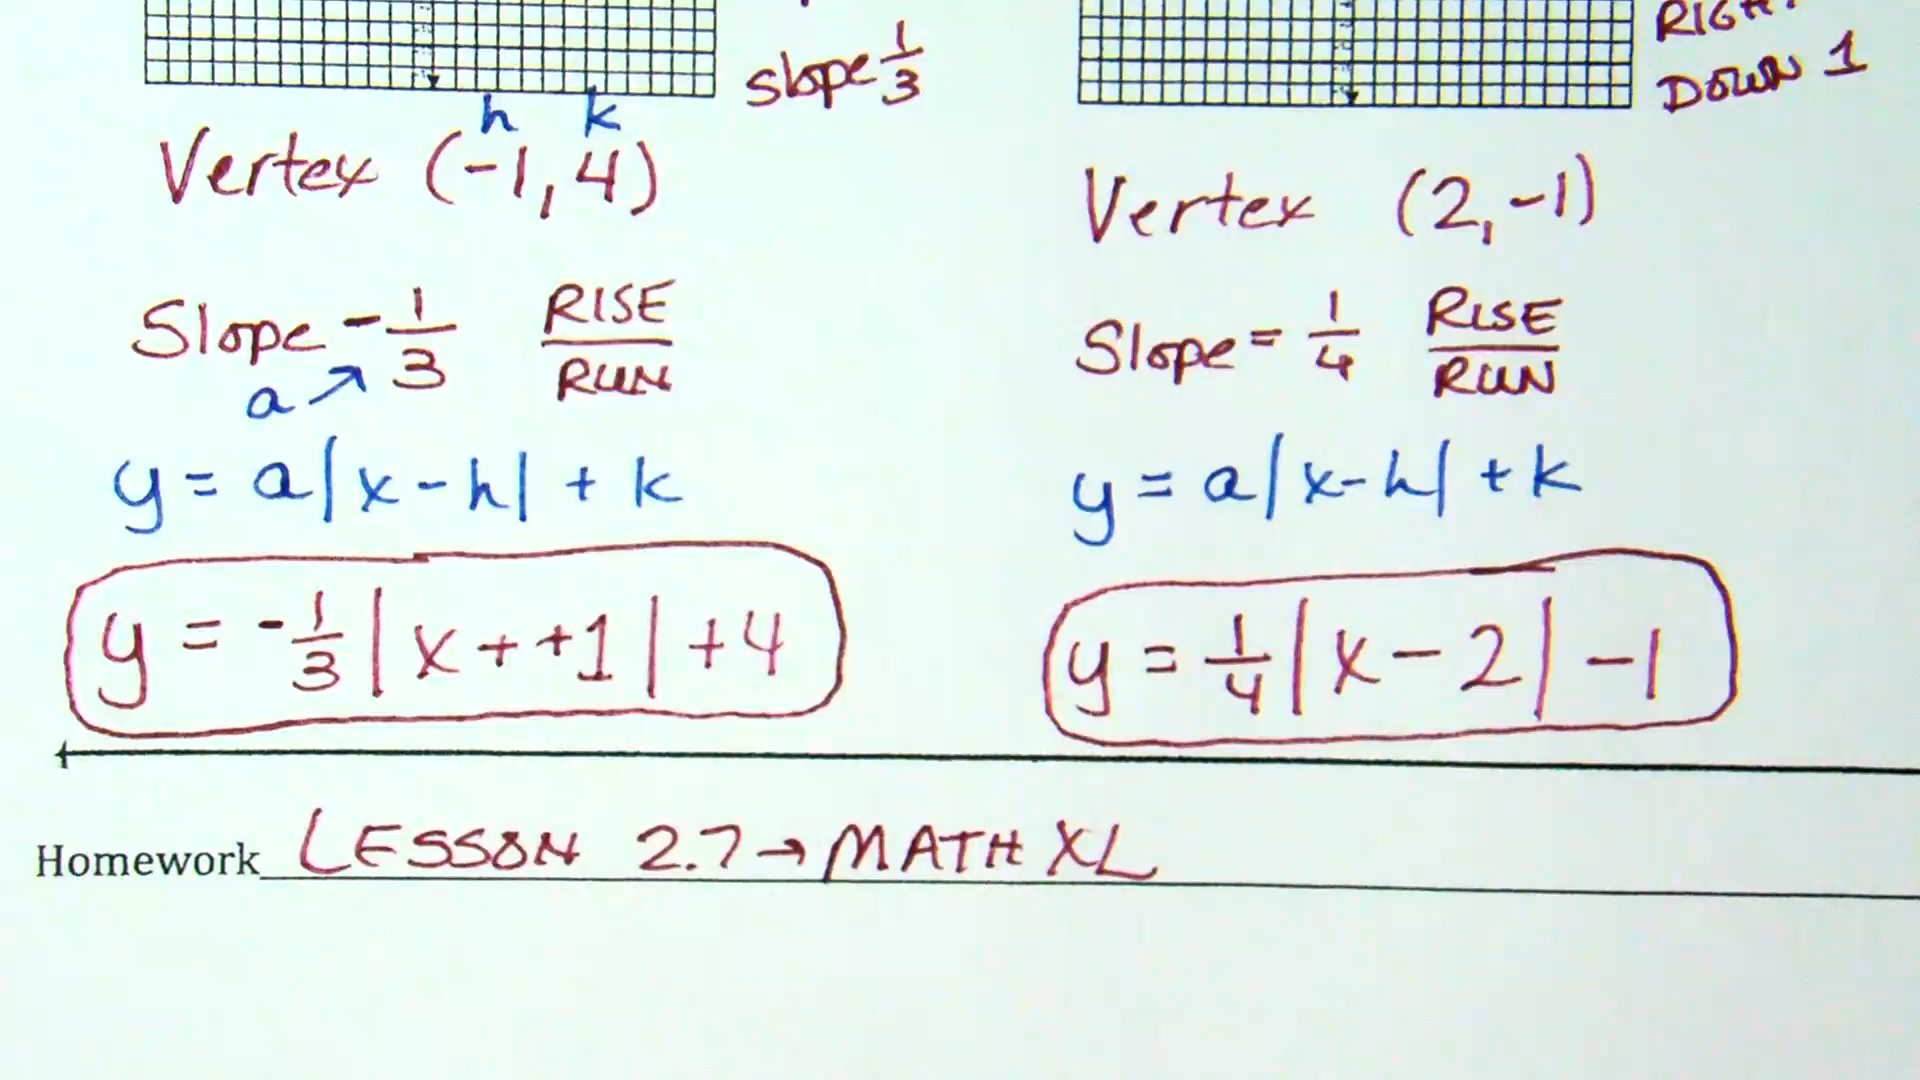 slope 1/3
h k
Vertex (-1, 4)
Slope -1/3 RISE/RUN
a
y = a|x-h| + k
y = -1/3|x++1|+4
RIGHT
DOWN 1
Vertex (2,-1)
Slope = 1/4 RISE/RUN
y = a|x-h| + k
y = 1/4|x-2|-1
Homework LESSON 2.7 → MATH XL